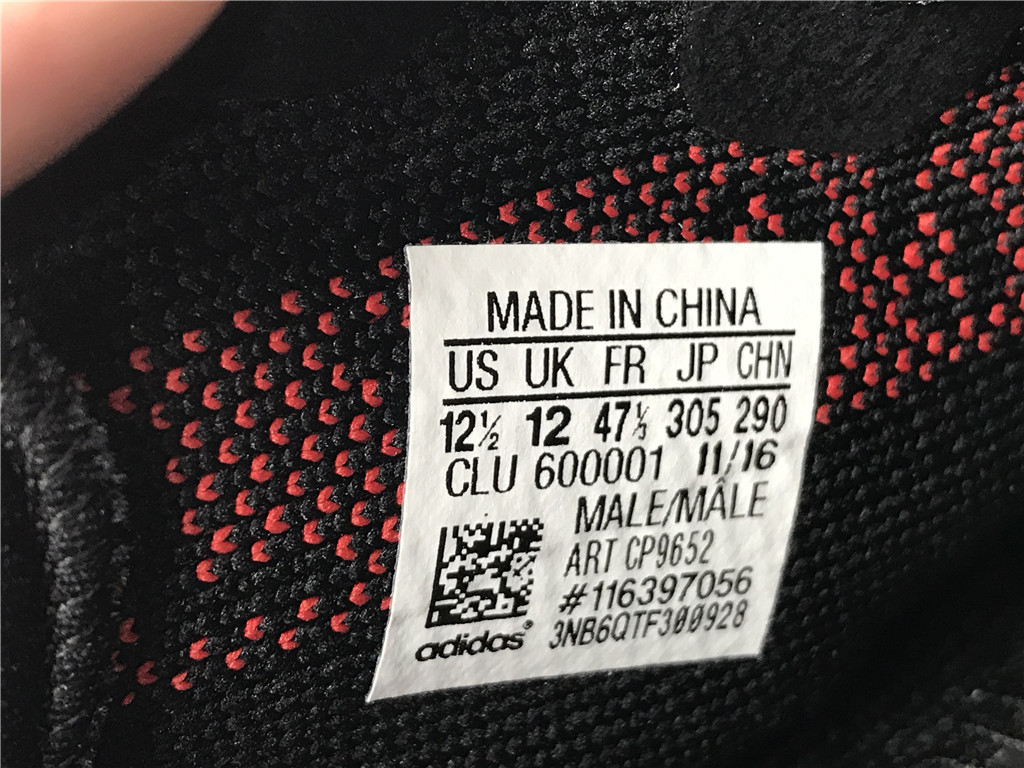 MADE IN CHINA
US UK FR JP CHN
12½ 12 47⅓ 305 290
CLU 600001 11/16
MALE/MÂLE
ART CP9652
#116397056
3NB6QTF300928
adidas®